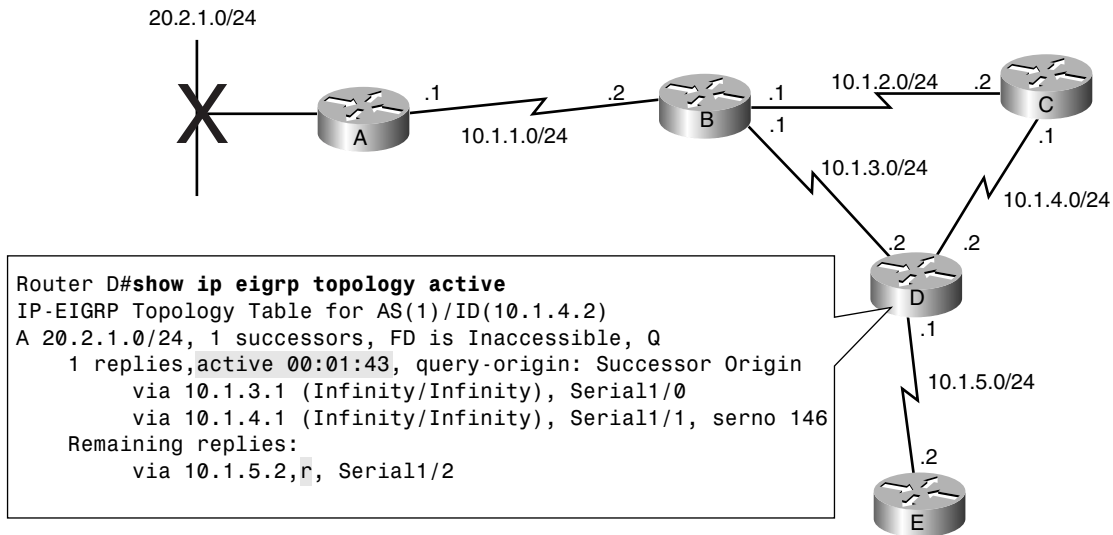 20.2.1.0/24
.1
.2
.1
10.1.2.0/24
.2
A
10.1.1.0/24
B
.1
C
.1
10.1.3.0/24
10.1.4.0/24
.2
.2
Router D#show ip eigrp topology active
IP-EIGRP Topology Table for AS(1)/ID(10.1.4.2)
A 20.2.1.0/24, 1 successors, FD is Inaccessible, Q
1 replies,active 00:01:43, query-origin: Successor Origin
via 10.1.3.1 (Infinity/Infinity), Serial1/0
via 10.1.4.1 (Infinity/Infinity), Serial1/1, serno 146
Remaining replies:
via 10.1.5.2,r, Serial1/2
D
.1
10.1.5.0/24
.2
E